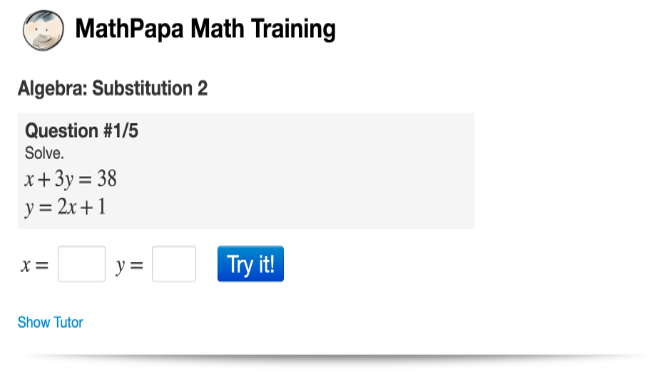 MathPapa Math Training
Algebra: Substitution 2
Question #1/5
Solve.
x + 3y = 38
y = 2x + 1
x = y = Try it!
Show Tutor